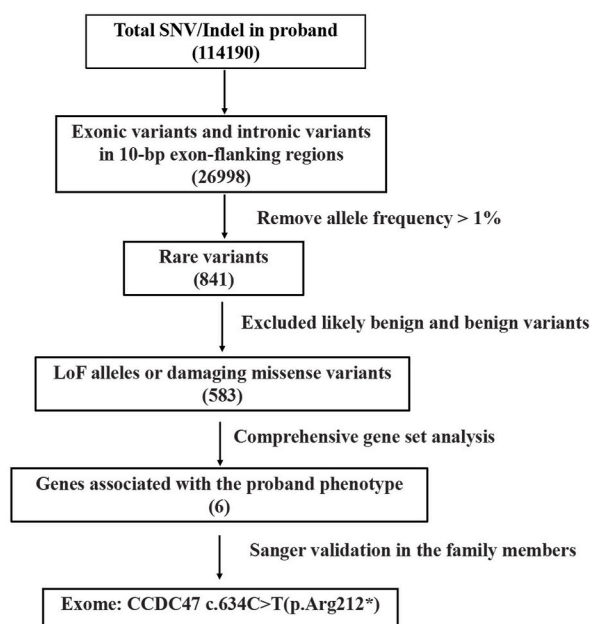 Total SNV/Indel in proband
(114190)
Exonic variants and intronic variants
in 10-bp exon-flanking regions
(26998)
Remove allele frequency > 1%
Rare variants
(841)
Excluded likely benign and benign variants
LoF alleles or damaging missense variants
(583)
Comprehensive gene set analysis
Genes associated with the proband phenotype
(6)
Sanger validation in the family members
Exome: CCDC47 c.634C>T(p.Arg212*)